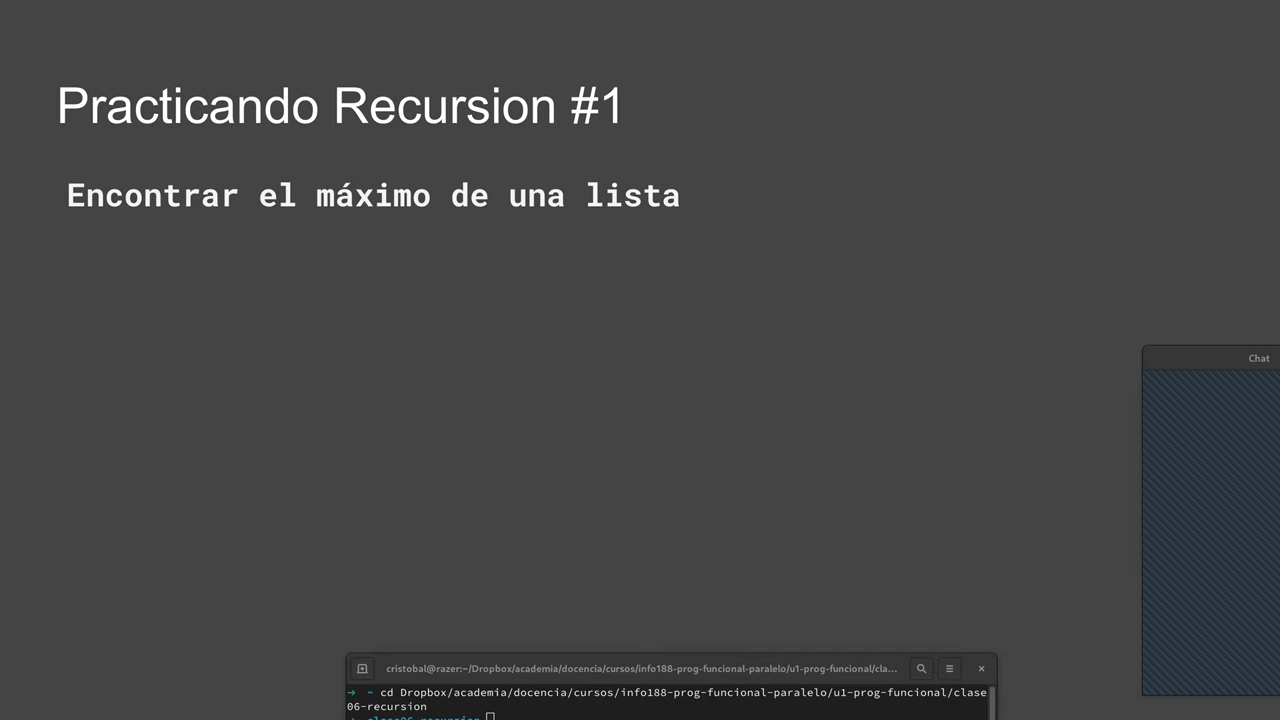 Practicando Recursion #1
Encontrar el máximo de una lista
Chat
cristobal@razer:~/Dropbox/academia/docencia/cursos/info188-prog-funcional-paralelo/u1-prog-funcional/cla...
→ ~ cd Dropbox/academia/docencia/cursos/info188-prog-funcional-paralelo/u1-prog-funcional/clase
06-recursion
→ clase06-recursion